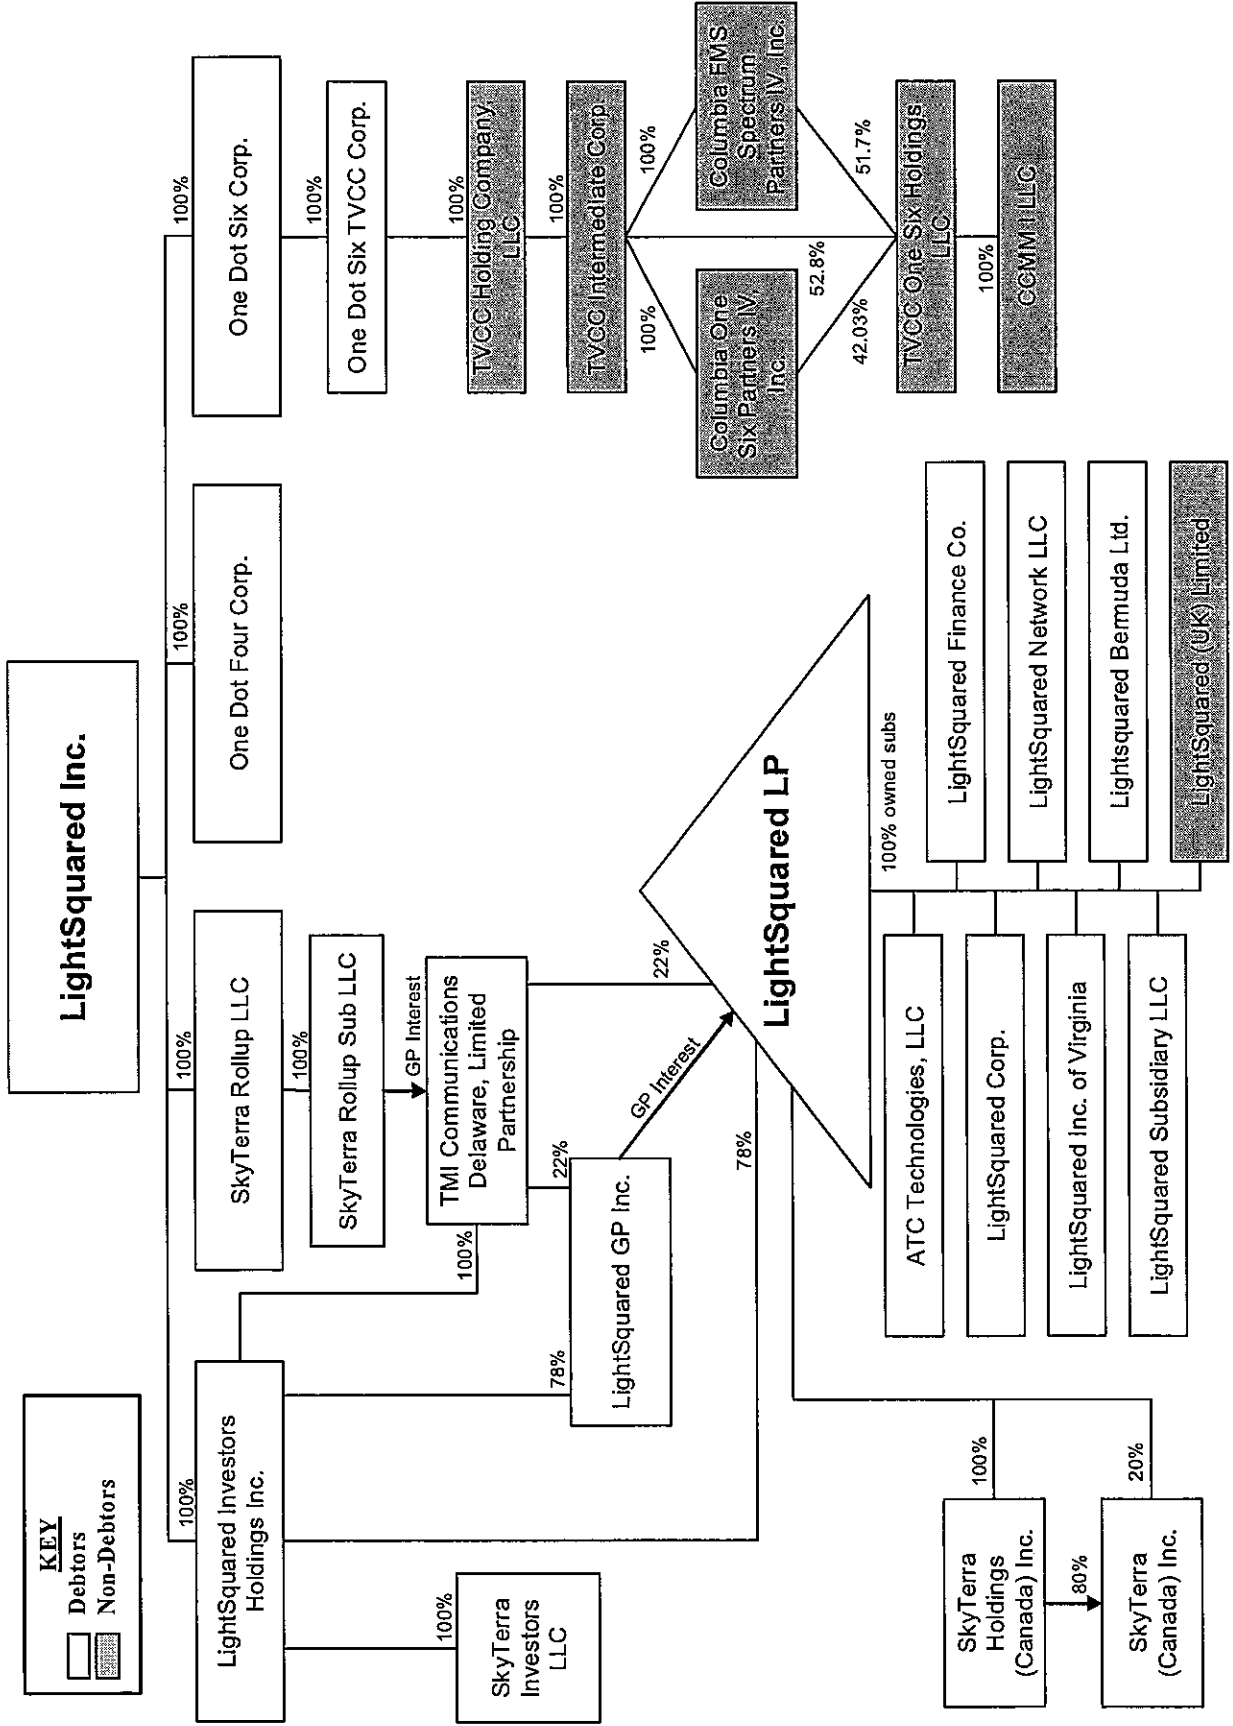 KEY
Debtors
Non-Debtors
LightSquared Inc.
100%
LightSquared Investors
Holdings Inc.
100%
SkyTerra Rollup LLC
100%
One Dot Four Corp.
100%
One Dot Six Corp.
100%
SkyTerra
Investors
LLC
100%
SkyTerra Rollup Sub LLC
GP Interest
100%
TMI Communications
Delaware, Limited
Partnership
78%
22%
LightSquared GP Inc.
GP Interest
78%
22%
LightSquared LP
100%
One Dot Six TVCC Corp.
100%
TVCC Holding Company,
LLC
100%
TVCC Intermediate Corp.
100%
100%
Columbia One
Six Partners IV,
Inc.
Columbia FMS
Spectrum
Partners IV, Inc.
52.8%
42.03%
51.7%
TVCC One Six Holdings
LLC
100%
CCMM I LLC
SkyTerra
Holdings
(Canada) Inc.
100%
80%
20%
SkyTerra
(Canada) Inc.
100% owned subs
ATC Technologies, LLC
LightSquared Corp.
LightSquared Inc. of Virginia
LightSquared Subsidiary LLC
LightSquared Finance Co.
LightSquared Network LLC
Lightsquared Bermuda Ltd.
LightSquared (UK) Limited